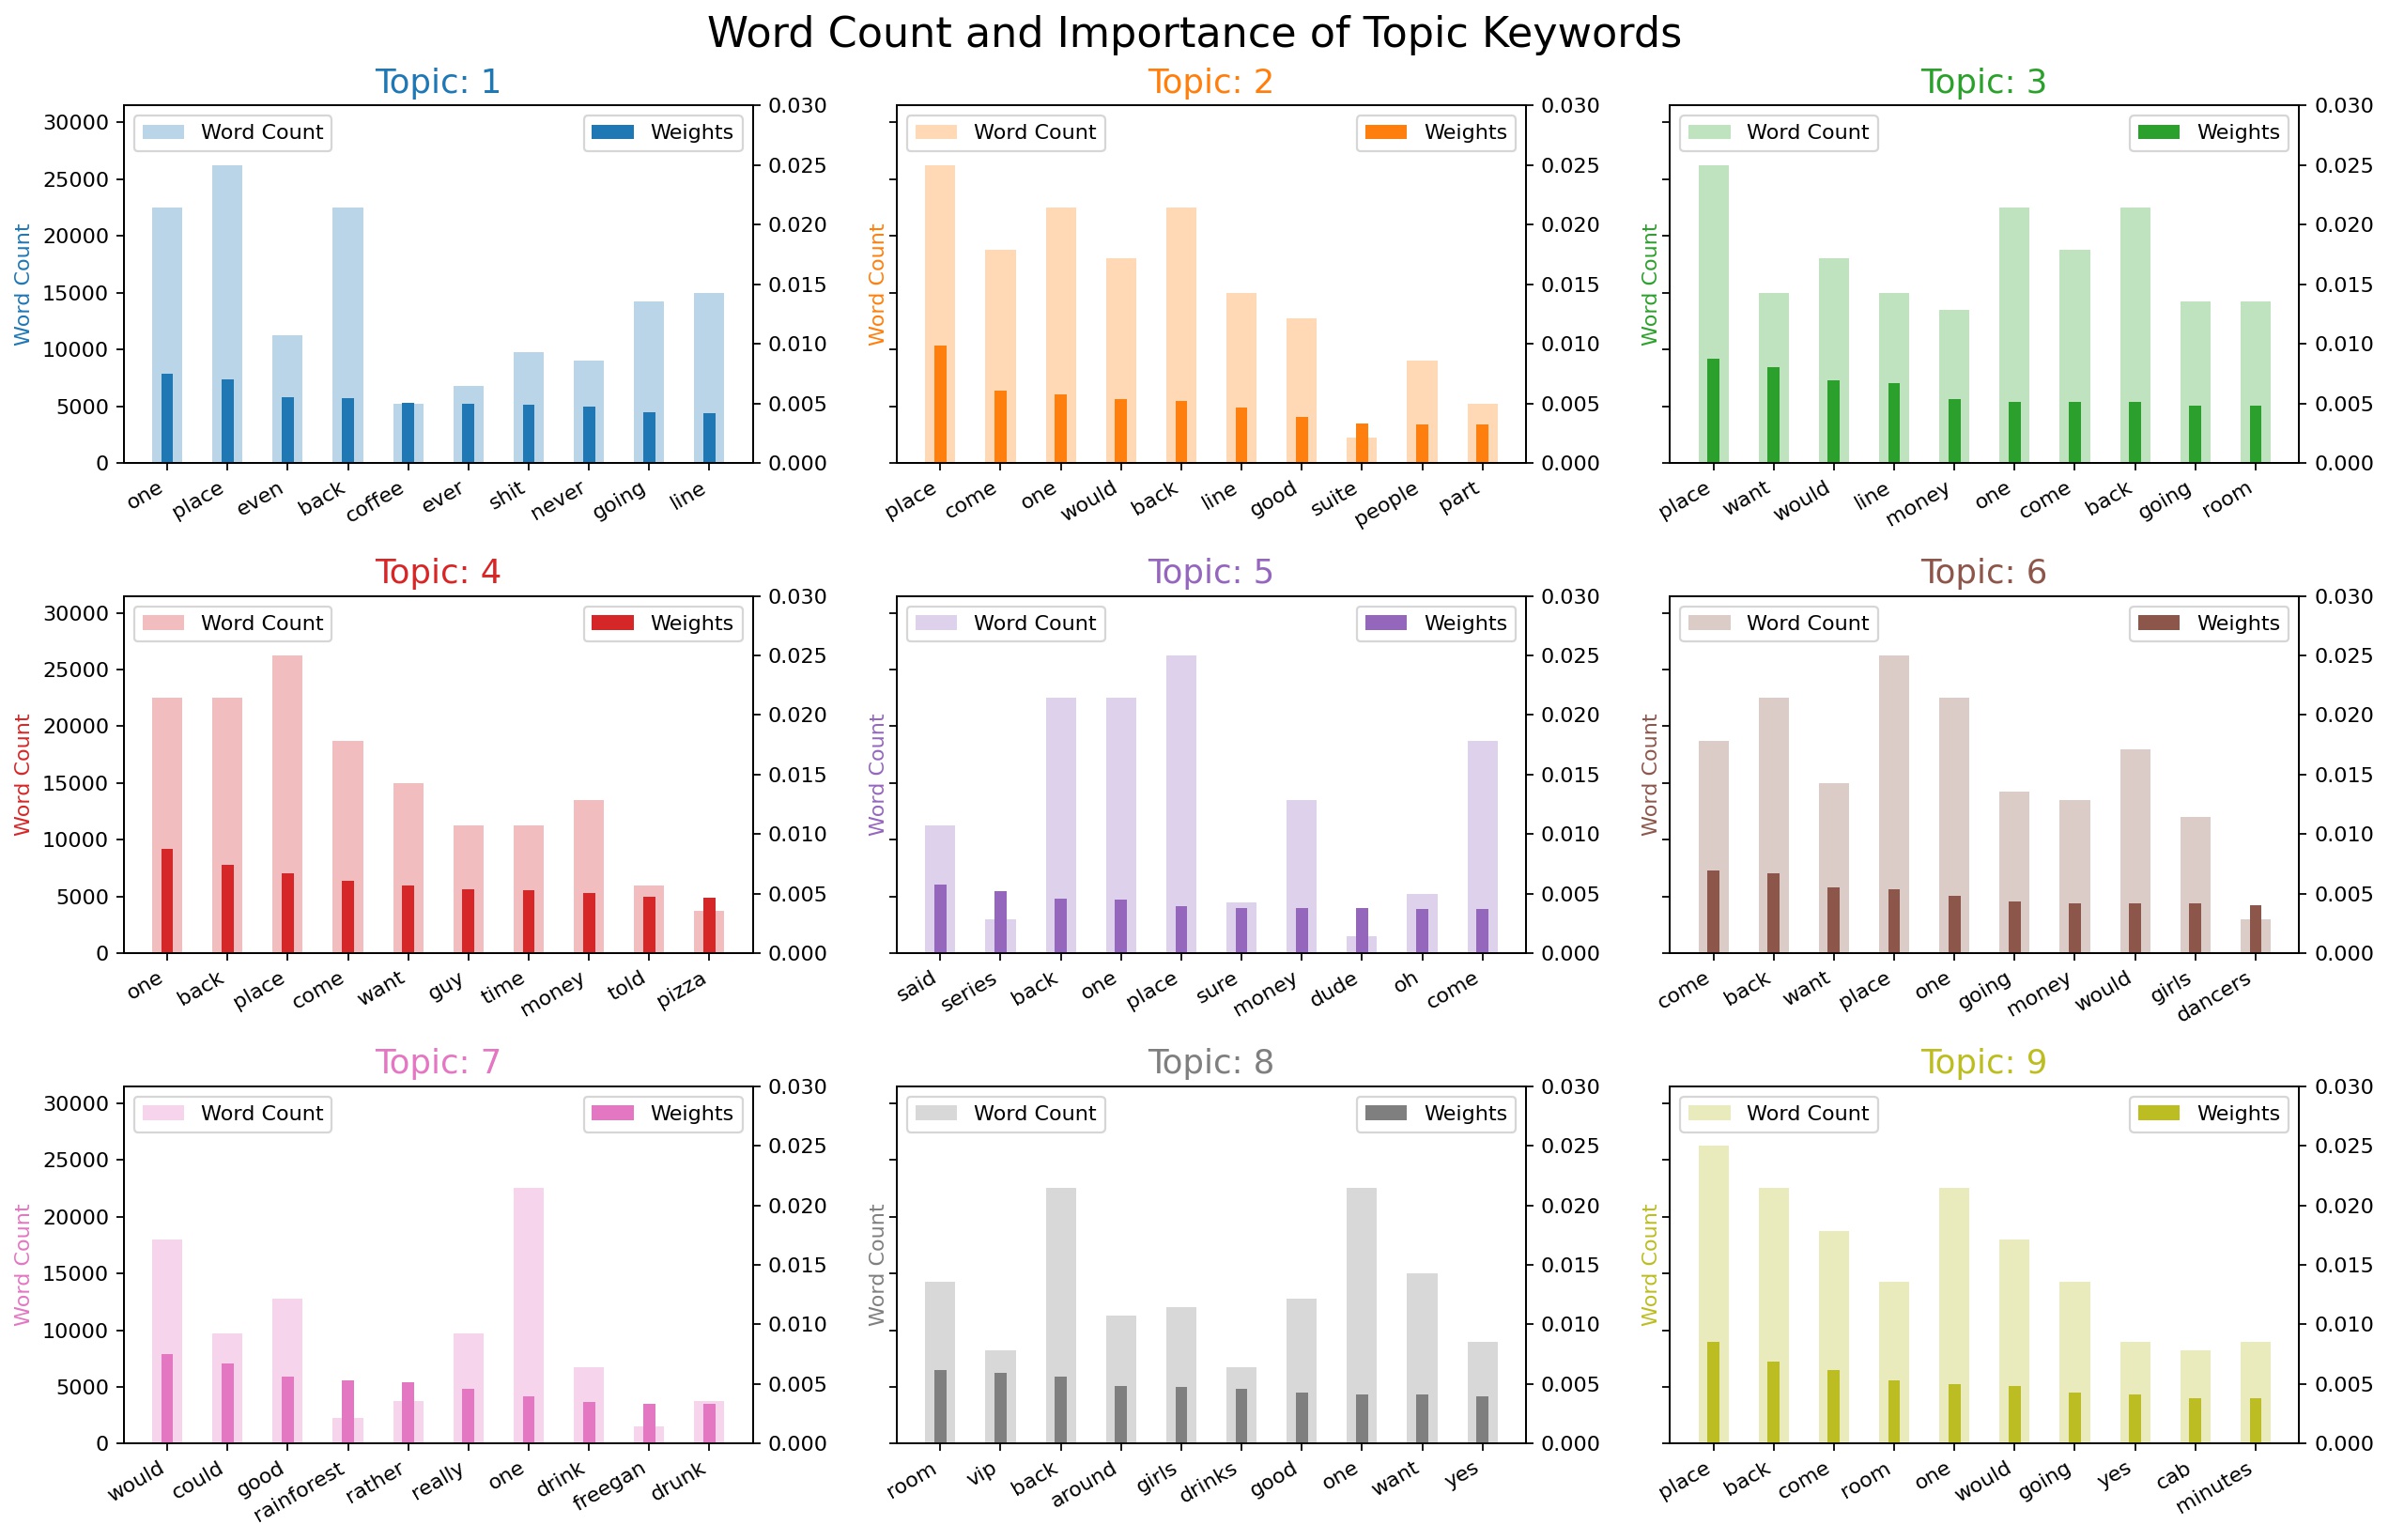 Word Count and Importance of Topic Keywords
Topic: 1
Word Count
Weights
Word Count
30000
25000
20000
15000
10000
5000
0
0.030
0.025
0.020
0.015
0.010
0.005
0.000
one place even back coffee ever shit never going line
Topic: 2
Word Count
Weights
Word Count
0.030
0.025
0.020
0.015
0.010
0.005
0.000
place come one would back line good suite people part
Topic: 3
Word Count
Weights
Word Count
0.030
0.025
0.020
0.015
0.010
0.005
0.000
place want would line money one come back going room
Topic: 4
Word Count
Weights
Word Count
30000
25000
20000
15000
10000
5000
0
0.030
0.025
0.020
0.015
0.010
0.005
0.000
one back place come want guy time money told pizza
Topic: 5
Word Count
Weights
Word Count
0.030
0.025
0.020
0.015
0.010
0.005
0.000
said series back one place sure money dude oh come
Topic: 6
Word Count
Weights
Word Count
0.030
0.025
0.020
0.015
0.010
0.005
0.000
come back want place one going money would girls dancers
Topic: 7
Word Count
Weights
Word Count
30000
25000
20000
15000
10000
5000
0
0.030
0.025
0.020
0.015
0.010
0.005
0.000
would could good rainforest rather really one drink freegan drunk
Topic: 8
Word Count
Weights
Word Count
0.030
0.025
0.020
0.015
0.010
0.005
0.000
room vip back around girls drinks good one want yes
Topic: 9
Word Count
Weights
Word Count
0.030
0.025
0.020
0.015
0.010
0.005
0.000
place back come room one would going yes cab minutes